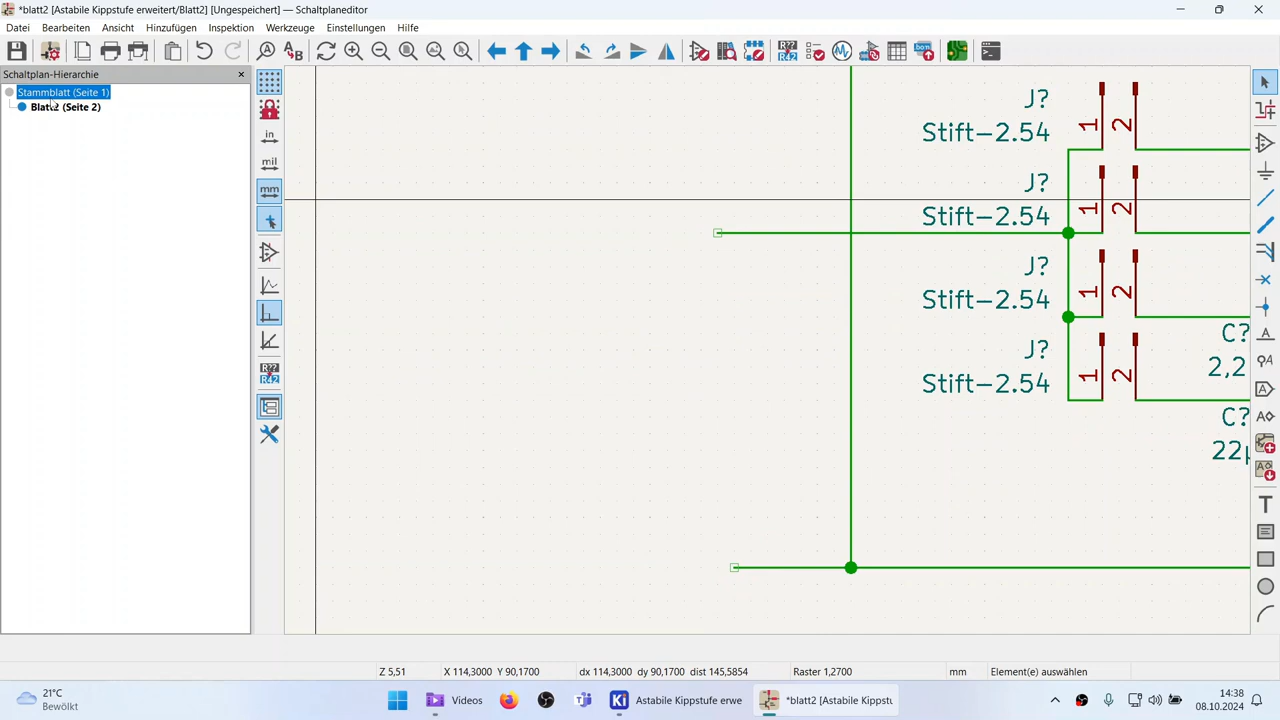 *blatt2 [Astabile Kippstufe erweitert/Blatt2] [Ungespeichert] — Schaltplaneditor
Datei Bearbeiten Ansicht Hinzufügen Inspektion Werkzeuge Einstellungen Hilfe
Schaltplan-Hierarchie
Stammblatt (Seite 1)
Blatt2 (Seite 2)
in
mil
mm
R??
R42
bom
J?
Stift-2.54
1 2
J?
Stift-2.54
1 2
J?
Stift-2.54
1 2
C?
2,2
J?
Stift-2.54
1 2
C?
22µ
Z 5,51 X 114,3000 Y 90,1700 dx 114,3000 dy 90,1700 dist 145,5854 Raster 1,2700 mm Element(e) auswählen
21°C
Bewölkt
Videos
Astabile Kippstufe erwe
*blatt2 [Astabile Kippstu
14:38
08.10.2024